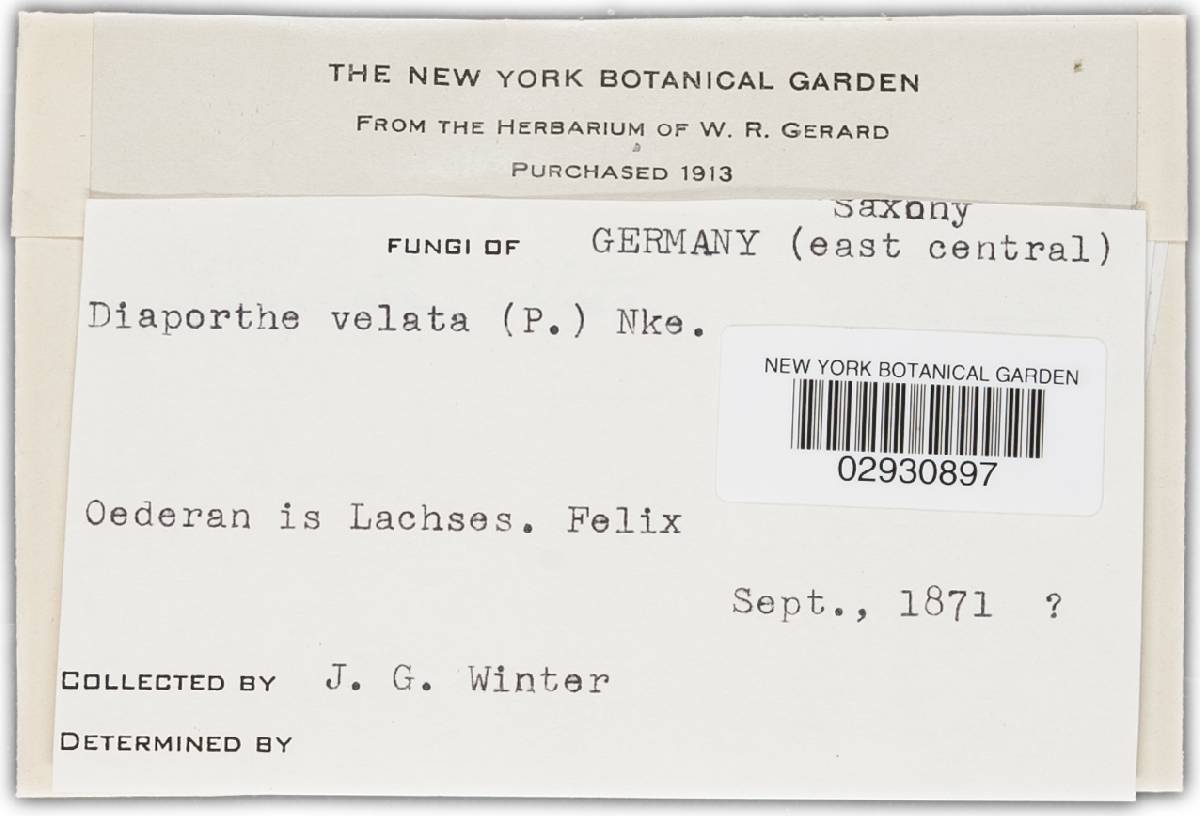 THE NEW YORK BOTANICAL GARDEN
FROM THE HERBARIUM OF W. R. GERARD
PURCHASED 1913
Saxony
FUNGI OF GERMANY (east central)
Diaporthe velata (P.) Nke.
NEW YORK BOTANICAL GARDEN
02930897
Oederan is Lachses. Felix
Sept., 1871 ?
COLLECTED BY J. G. Winter
DETERMINED BY